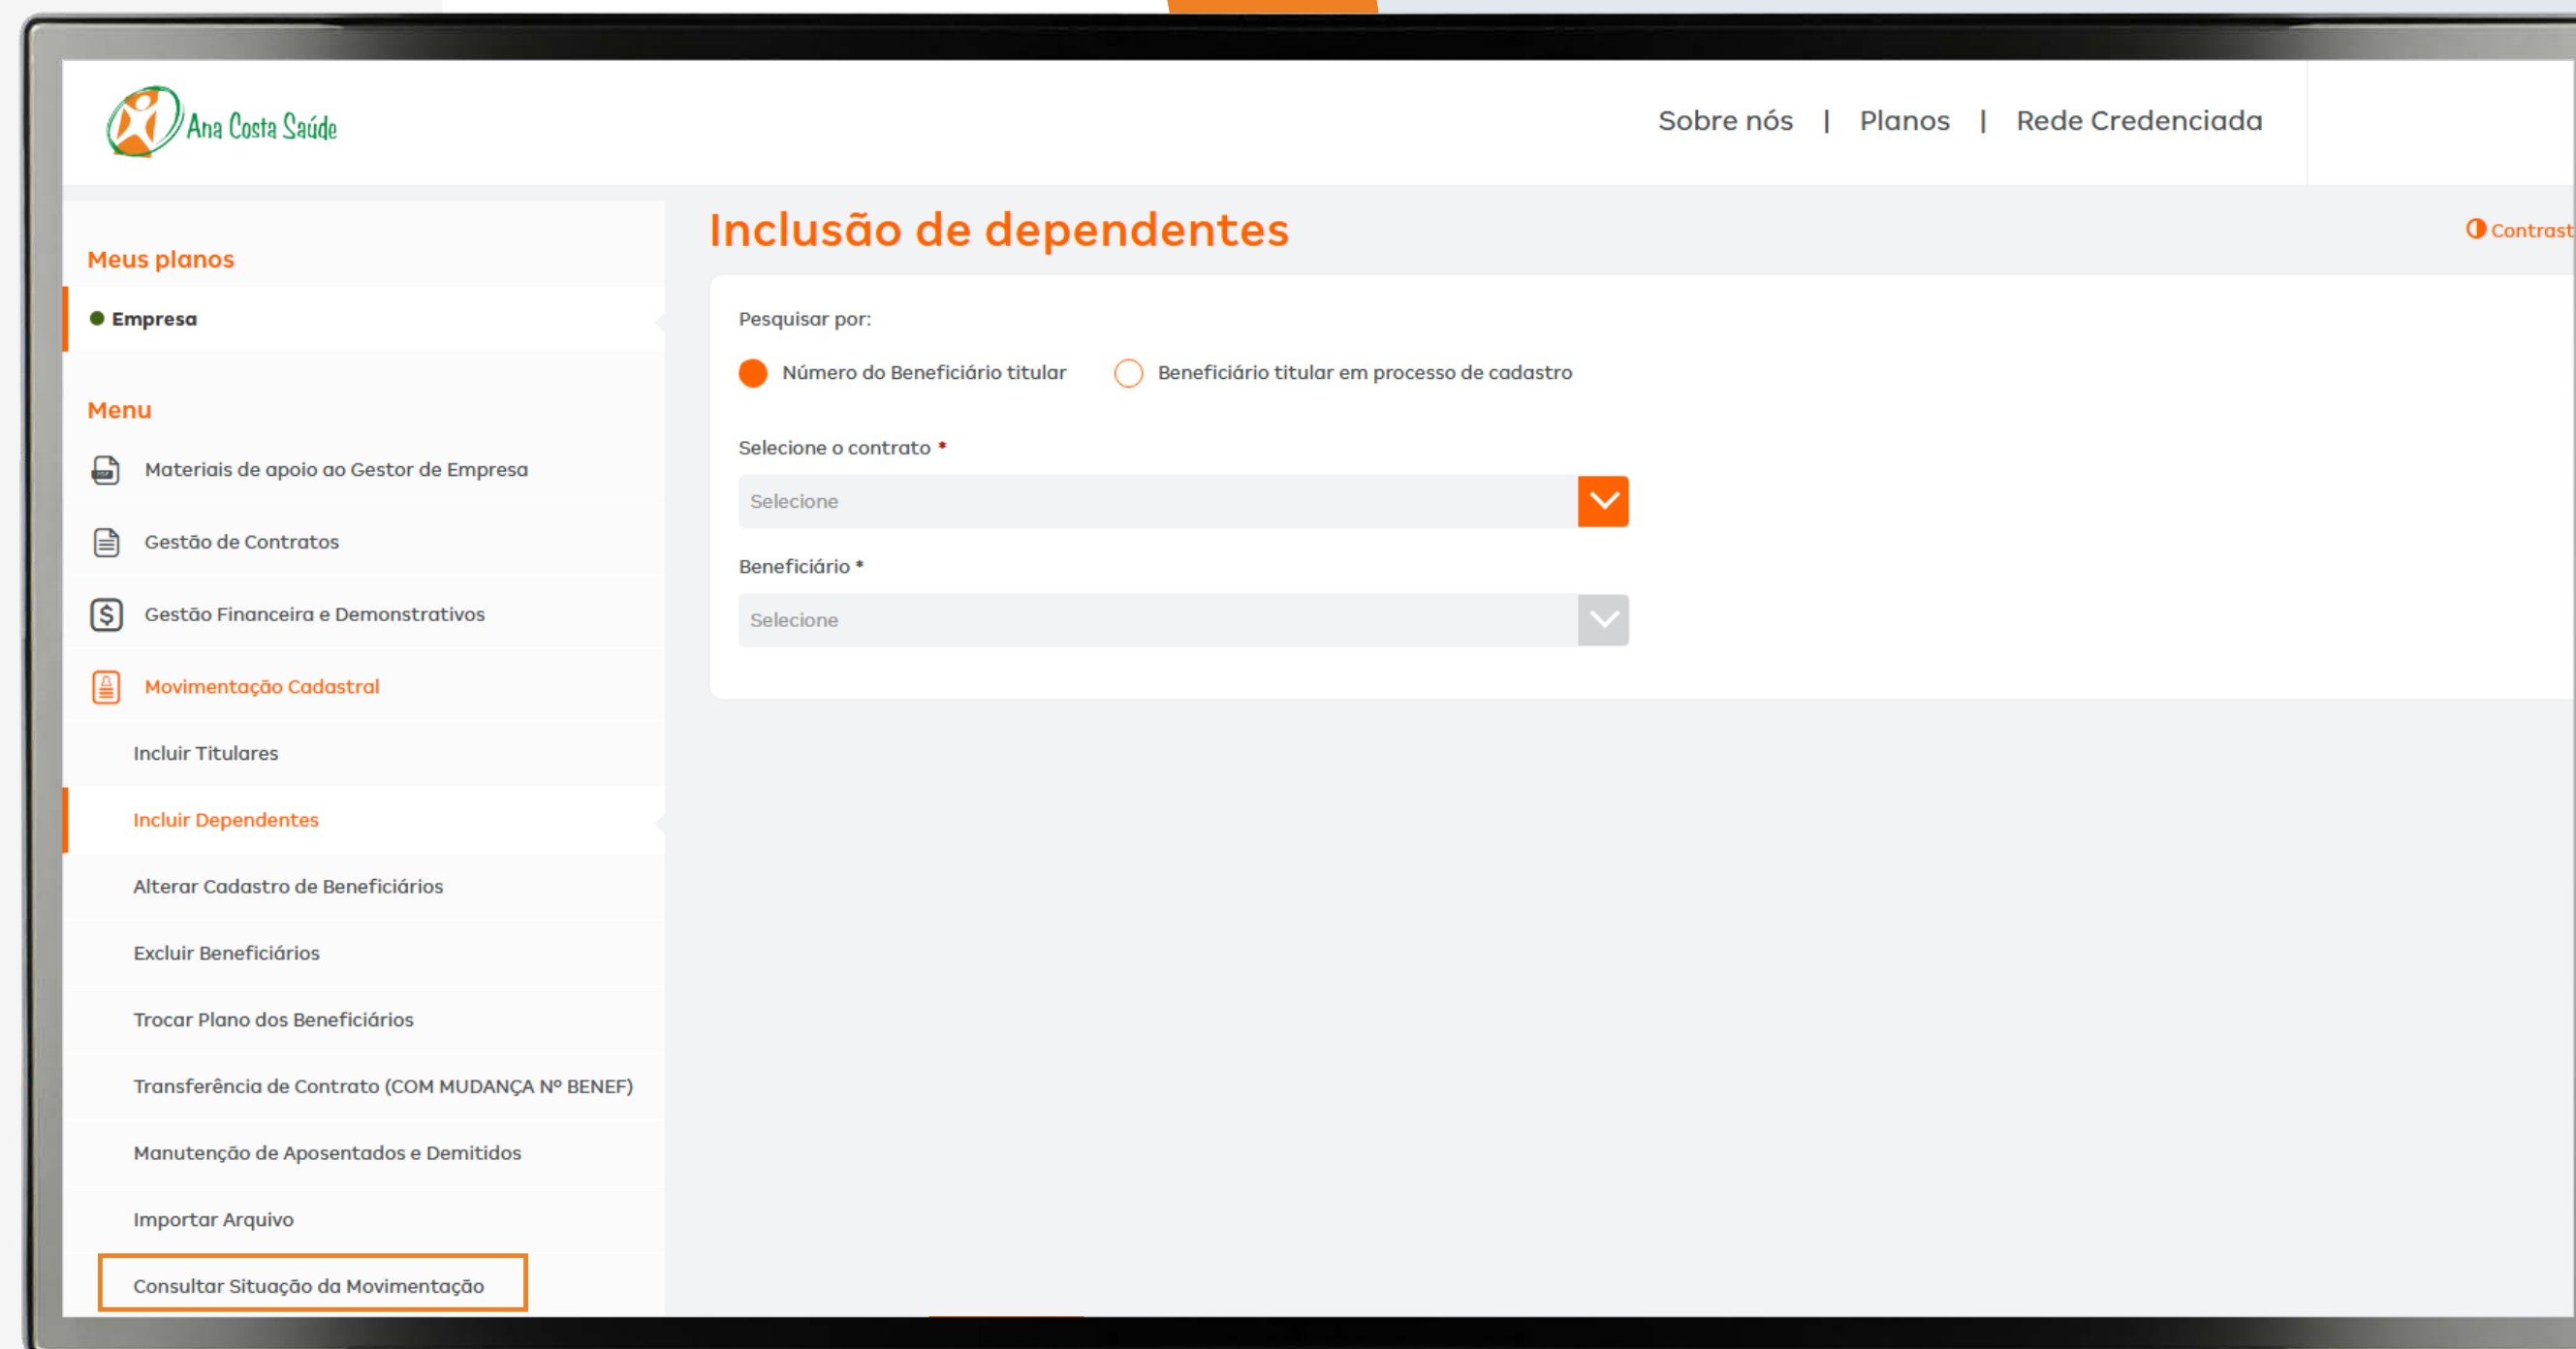 Ana Costa Saúde
Sobre nós | Planos | Rede Credenciada
Meus planos
Empresa
Menu
Materiais de apoio ao Gestor de Empresa
Gestão de Contratos
Gestão Financeira e Demonstrativos
Movimentação Cadastral
Incluir Titulares
Incluir Dependentes
Alterar Cadastro de Beneficiários
Excluir Beneficiários
Trocar Plano dos Beneficiários
Transferência de Contrato (COM MUDANÇA Nº BENEF)
Manutenção de Aposentados e Demitidos
Importar Arquivo
Consultar Situação da Movimentação
Inclusão de dependentes
Contrast
Pesquisar por:
Número do Beneficiário titular
Beneficiário titular em processo de cadastro
Selecione o contrato *
Selecione
Beneficiário *
Selecione